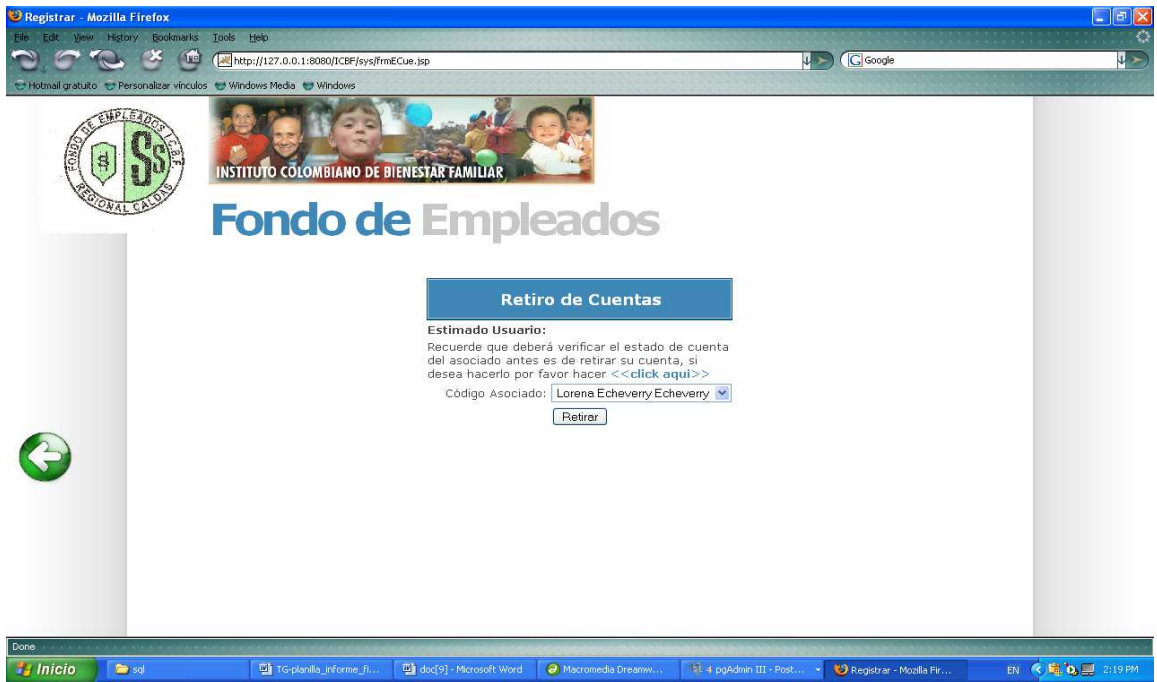 Registrar - Mozilla Firefox
File Edit View History Bookmarks Tools Help
http://127.0.0.1:8080/ICBF/sys/frmECue.jsp
Google
Hotmail gratuito Personalizar vínculos Windows Media Windows
FONDO DE EMPLEADOS I.C.B.F
REGIONAL CALDAS
INSTITUTO COLOMBIANO DE BIENESTAR FAMILIAR
Fondo de Empleados
Retiro de Cuentas
Estimado Usuario:
Recuerde que deberá verificar el estado de cuenta
del asociado antes es de retirar su cuenta, si
desea hacerlo por favor hacer <<click aqui>>
Código Asociado: Lorena Echeverry Echeverry
Retirar
Done
Inicio sql TG-planilla_informe_fi... doc[9] - Microsoft Word Macromedia Dreamw... 4 pgAdmin III - Post... Registrar - Mozilla Fir... EN 2:19 PM